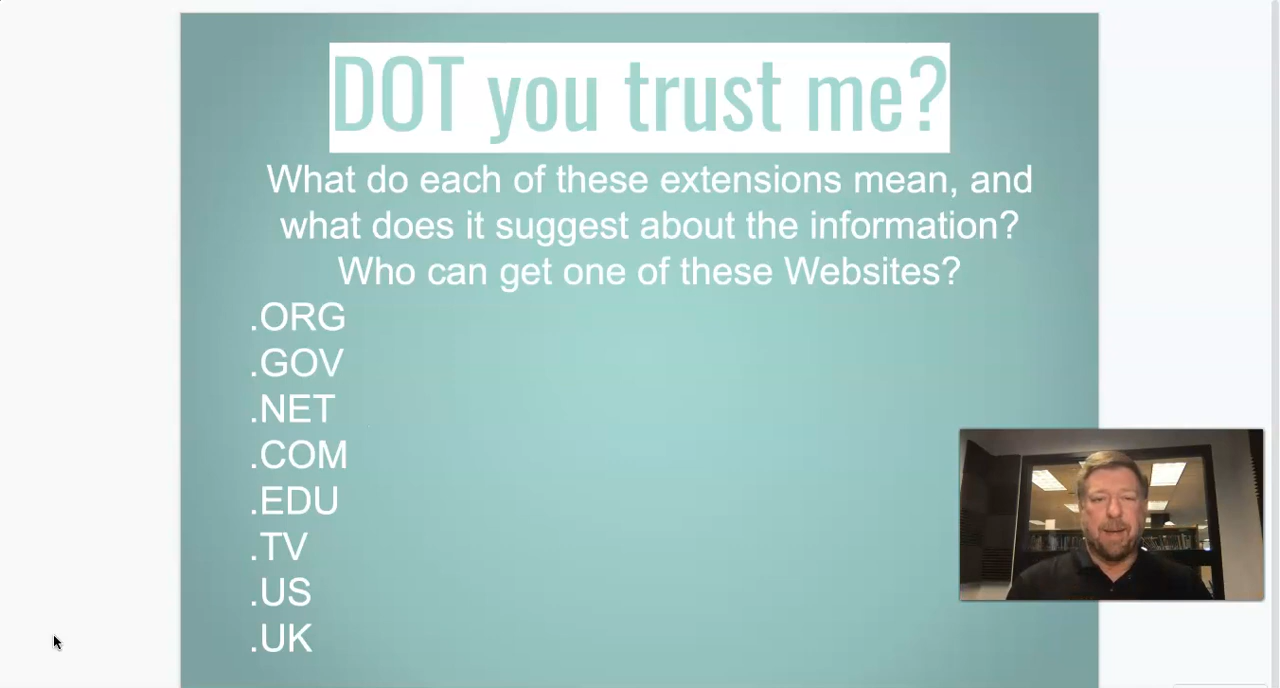 DOT you trust me?
What do each of these extensions mean, and
what does it suggest about the information?
Who can get one of these Websites?
.ORG
.GOV
.NET
.COM
.EDU
.TV
.US
.UK